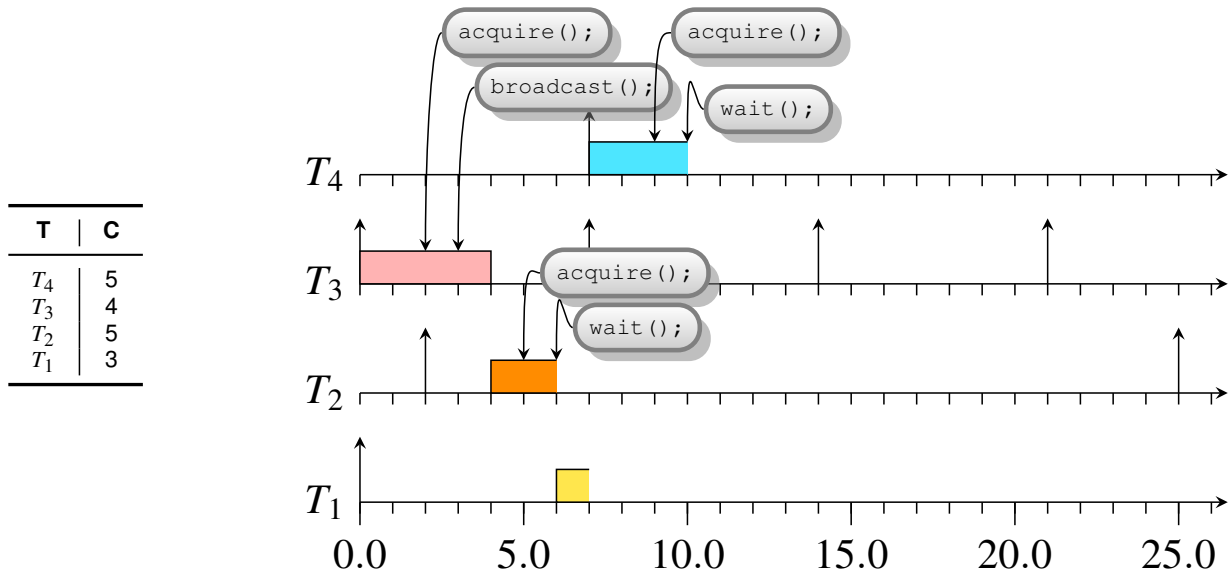 acquire(); acquire();
broadcast();
wait();
T4
T C
T4 5
T3 4
T2 5
T1 3
T3
acquire();
wait();
T2
T1
0.0 5.0 10.0 15.0 20.0 25.0